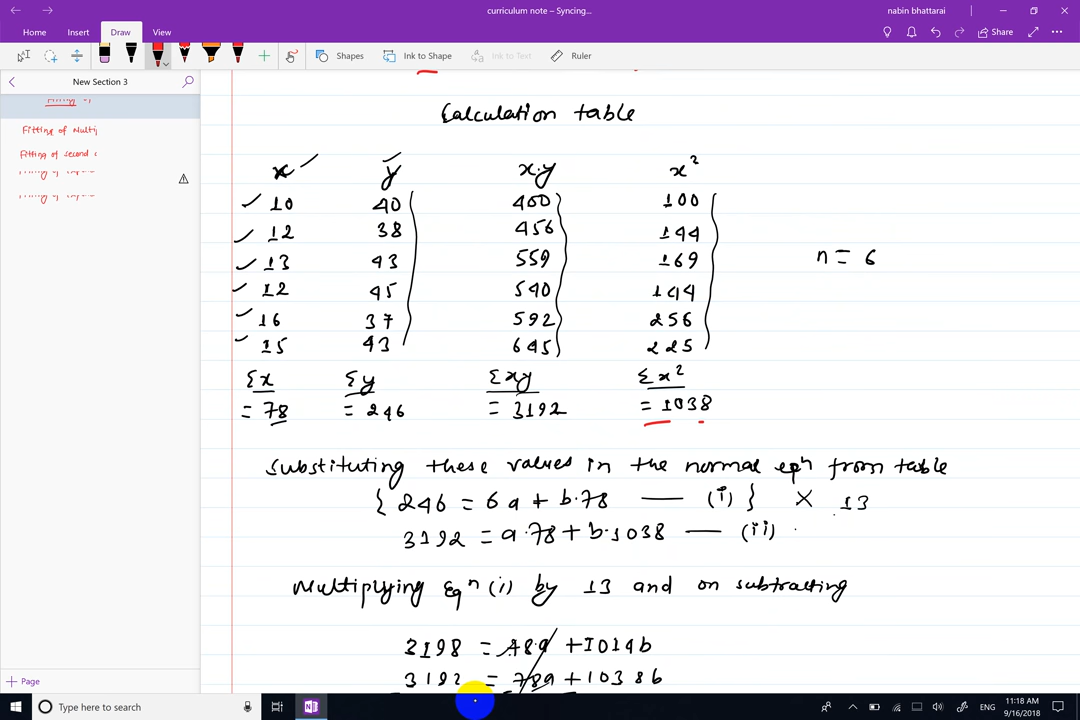 curriculum note – Syncing...
nabin bhattarai
Home Insert Draw View
Share
Shapes Ink to Shape Ink to Text Ruler
New Section 3
Fitting of Multi
Fitting of second
Page
Calculation table
x y x.y x²
10 40 400 100
12 38 456 144
13 43 559 169 n = 6
12 45 540 144
16 37 592 256
15 43 645 225
Σx Σy Σxy Σx²
= 78 = 246 = 3192 = 1038
Substituting these values in the normal eqⁿ from table
{ 246 = 6a + b.78 — (i) } × 13
3192 = a.78 + b.1038 — (ii)
Multiplying Eqⁿ (i) by 13 and on subtracting
3198 = 78a + 1014b
3192 = 78a + 1038b
Type here to search
ENG
11:18 AM
9/16/2018